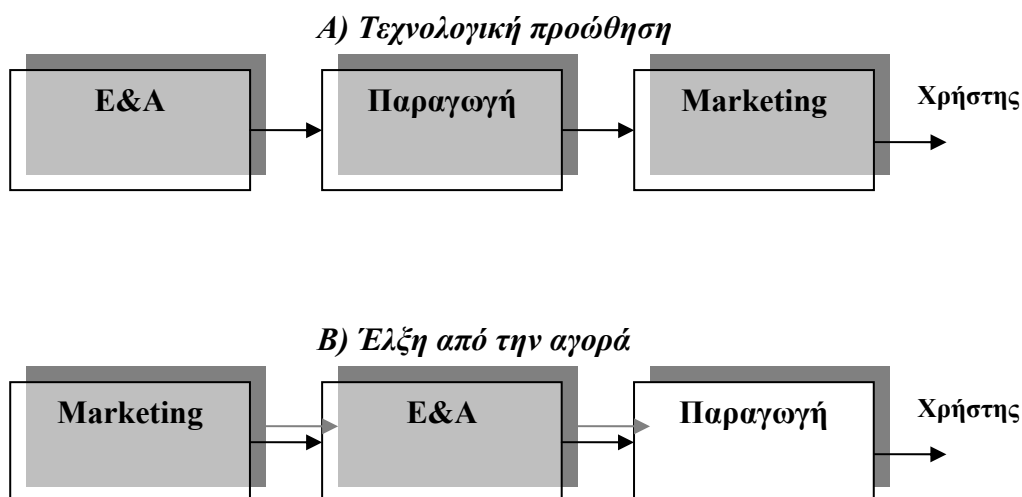 Α) Τεχνολογική προώθηση
Ε&Α
Παραγωγή
Marketing
Χρήστης
Β) Έλξη από την αγορά
Marketing
Ε&Α
Παραγωγή
Χρήστης